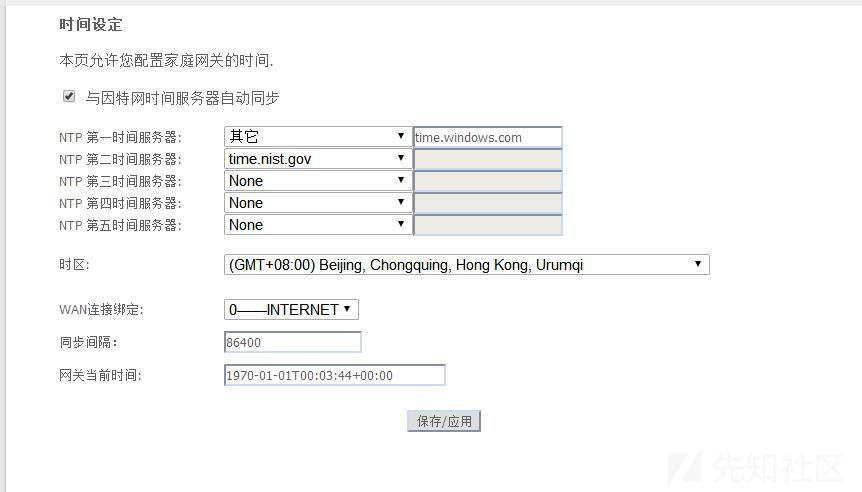 时间设定
本页允许您配置家庭网关的时间.
与因特网时间服务器自动同步
NTP 第一时间服务器: 其它 time.windows.com
NTP 第二时间服务器: time.nist.gov
NTP 第三时间服务器: None
NTP 第四时间服务器: None
NTP 第五时间服务器: None
时区: (GMT+08:00) Beijing, Chongquing, Hong Kong, Urumqi
WAN连接绑定: 0——INTERNET
同步间隔: 86400
网关当前时间: 1970-01-01T00:03:44+00:00
保存/应用
先知社区